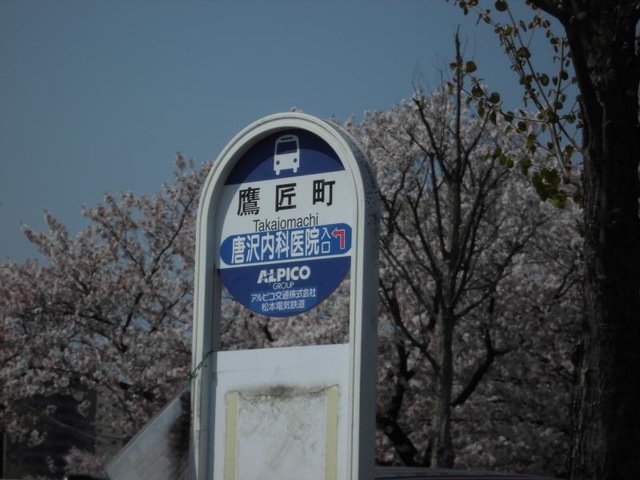 鷹匠町
Takajomachi
唐沢内科医院 入口
ALPICO
GROUP
アルピコ交通株式会社
松本電気鉄道